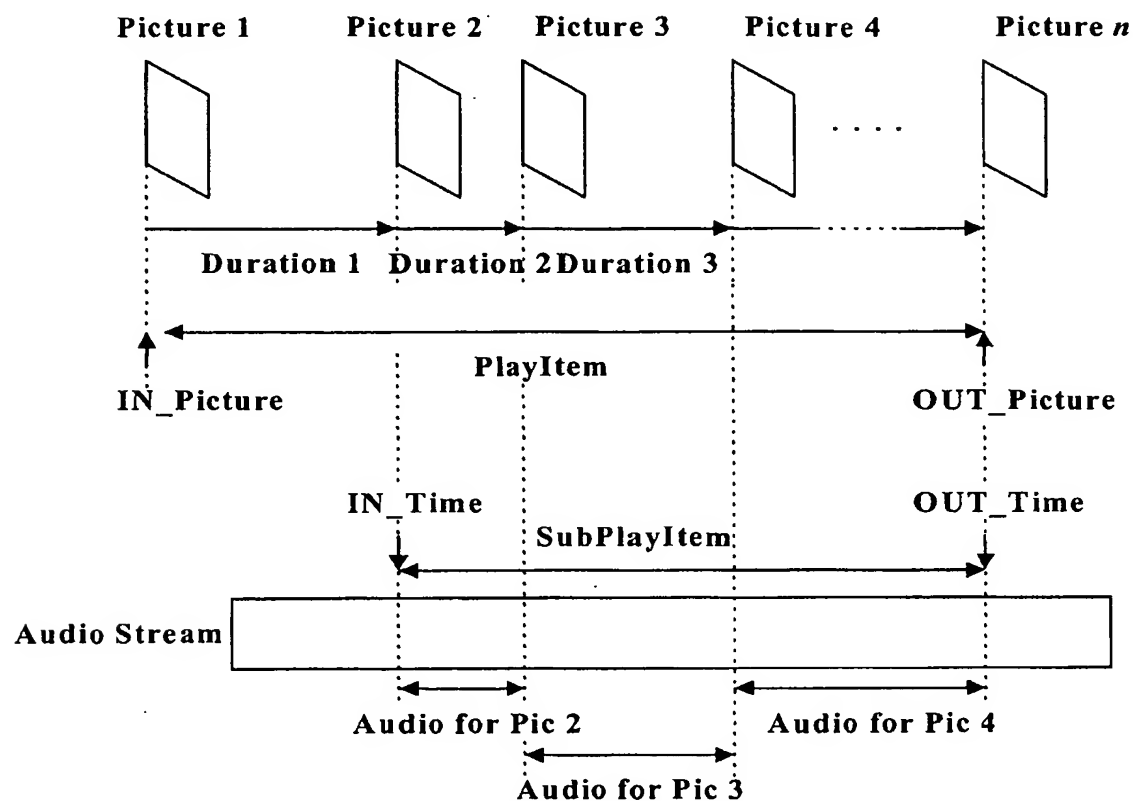 Picture 1 Picture 2 Picture 3 Picture 4 Picture n
Duration 1 Duration 2 Duration 3
PlayItem
IN_Picture OUT_Picture
IN_Time OUT_Time
SubPlayItem
Audio Stream
Audio for Pic 2 Audio for Pic 4
Audio for Pic 3